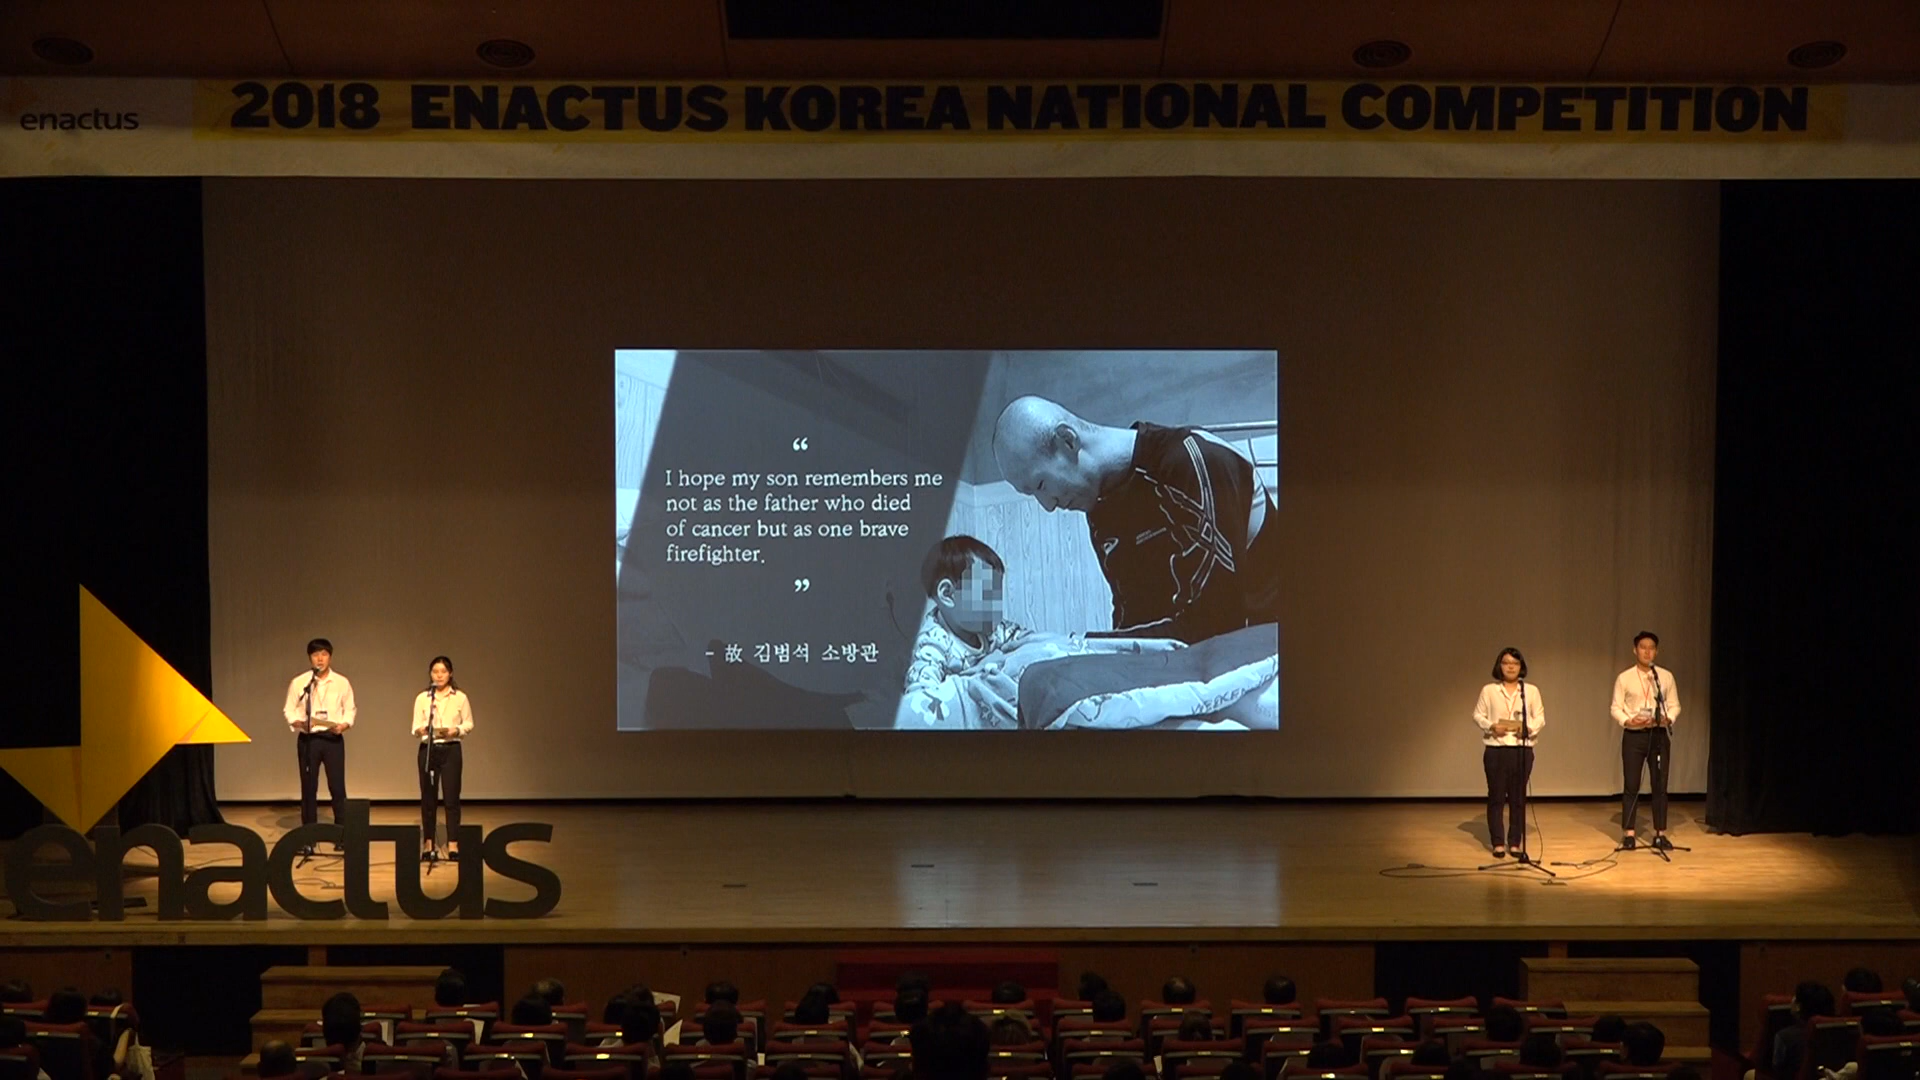 enactus
2018 ENACTUS KOREA NATIONAL COMPETITION
“
I hope my son remembers me
not as the father who died
of cancer but as one brave
firefighter.
”
- 故 김범석 소방관
enactus